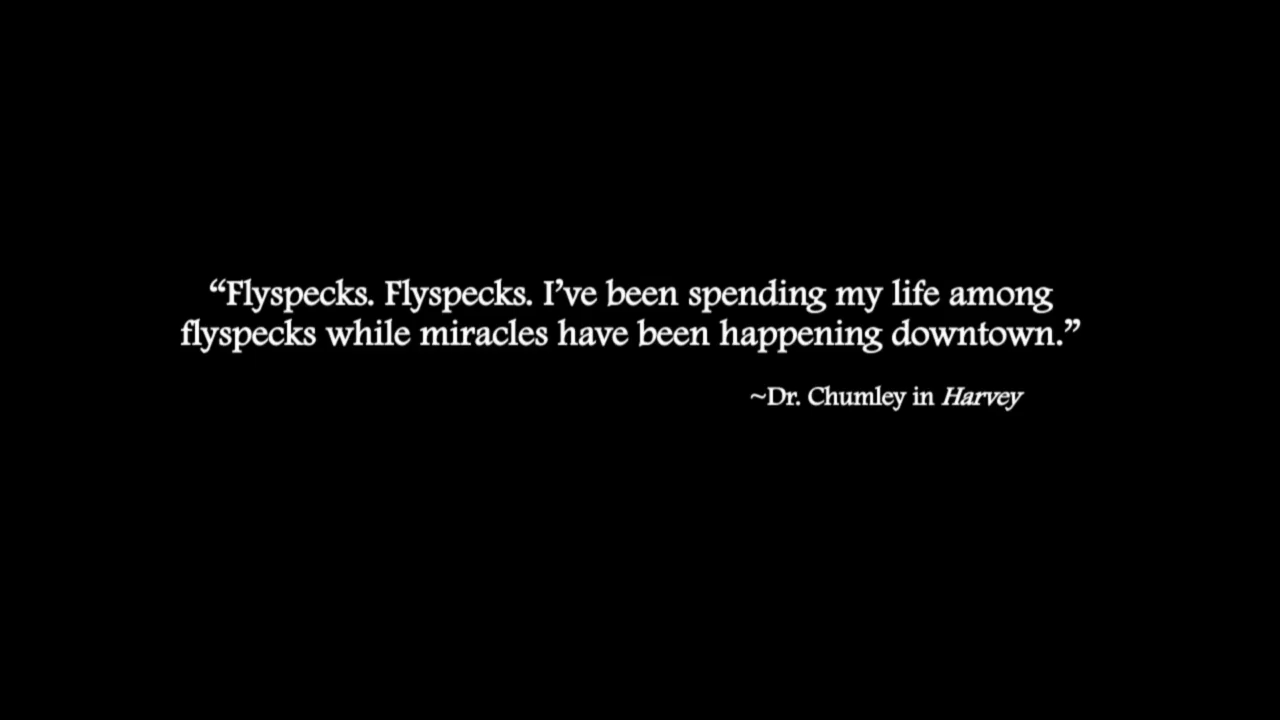 “Flyspecks. Flyspecks. I’ve been spending my life among
flyspecks while miracles have been happening downtown.”
~Dr. Chumley in Harvey